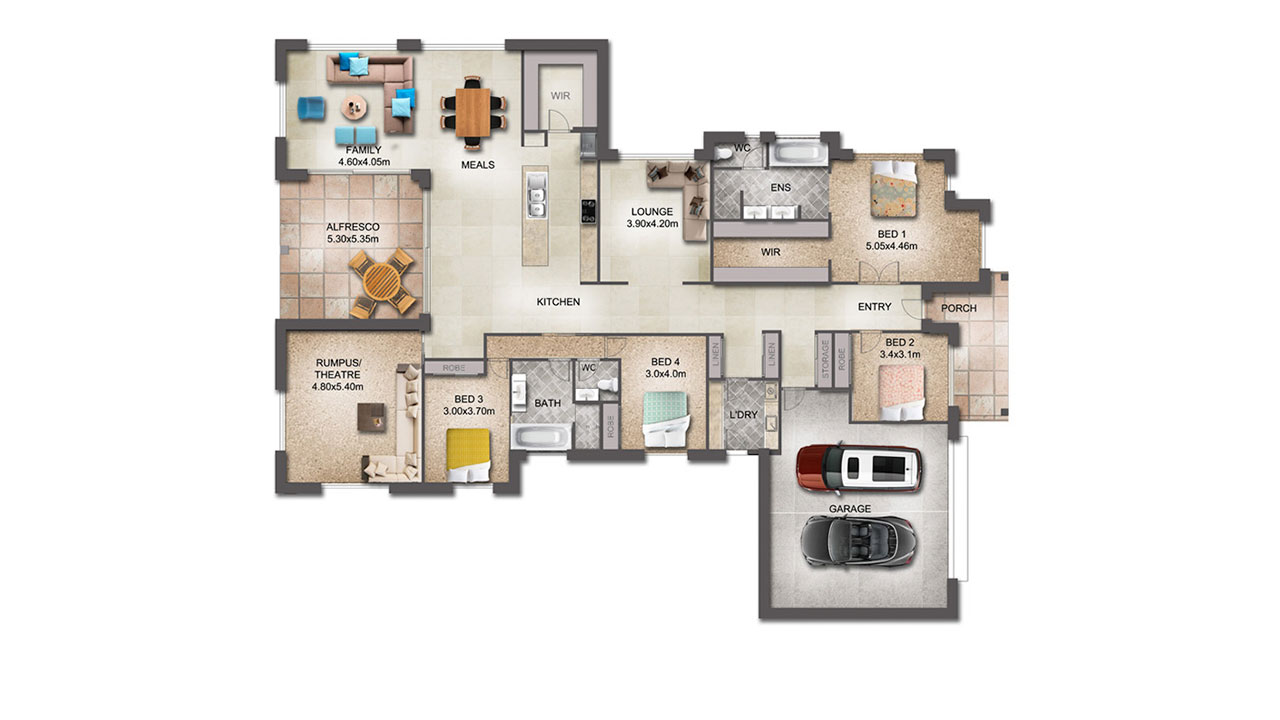 WIR
FAMILY
4.60x4.05m
MEALS
WC
ENS
LOUNGE
3.90x4.20m
ALFRESCO
5.30x5.35m
BED 1
5.05x4.46m
WIR
KITCHEN
ENTRY
PORCH
RUMPUS/
THEATRE
4.80x5.40m
ROBE
BED 3
3.00x3.70m
BATH
WC
ROBE
BED 4
3.0x4.0m
LINEN
LINEN
STORAGE
ROBE
BED 2
3.4x3.1m
L'DRY
GARAGE